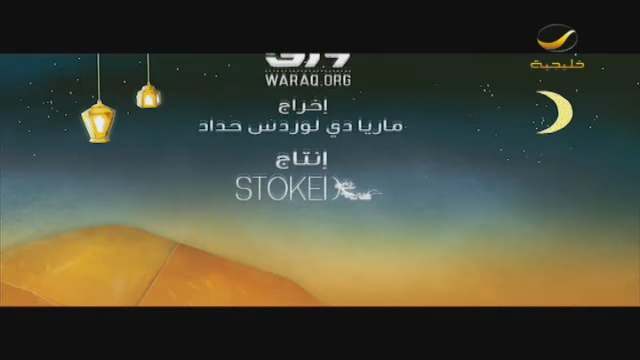 خليجية
WARAQ.ORG
إخراج
ماريا دي لوردس حداد
إنتاج
STOKEI